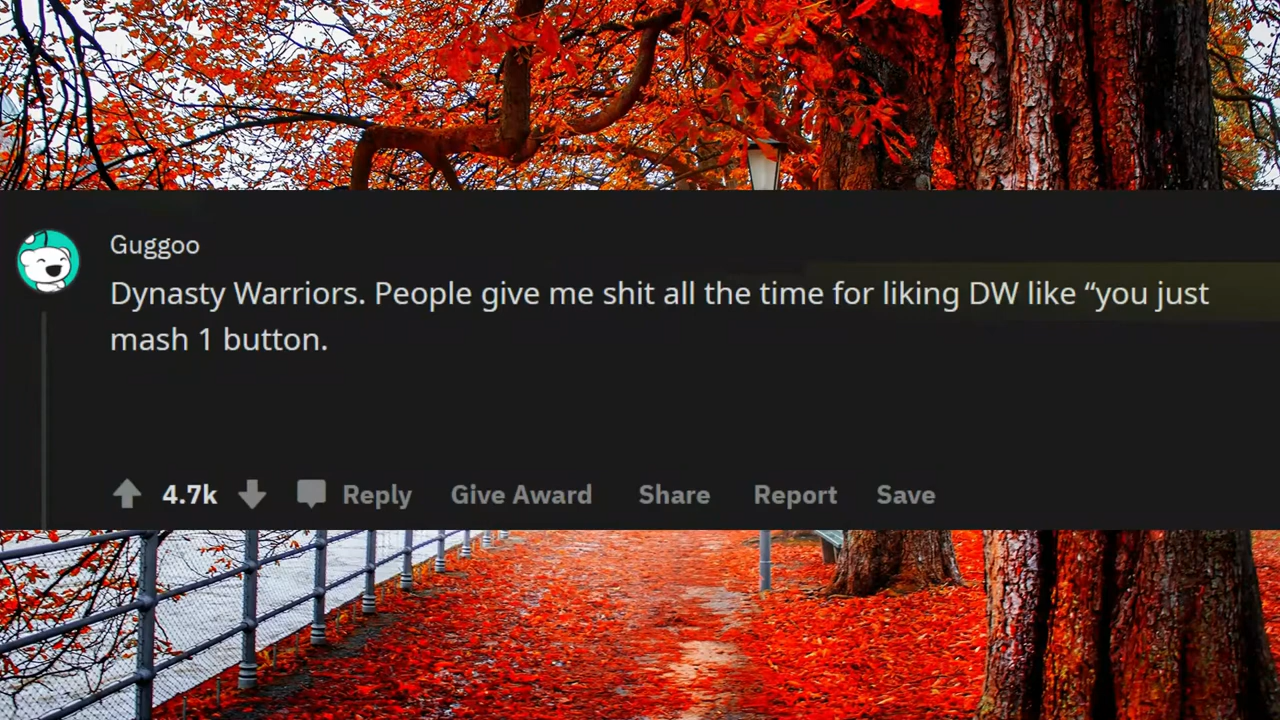 Guggoo
Dynasty Warriors. People give me shit all the time for liking DW like “you just
mash 1 button.
4.7k Reply Give Award Share Report Save